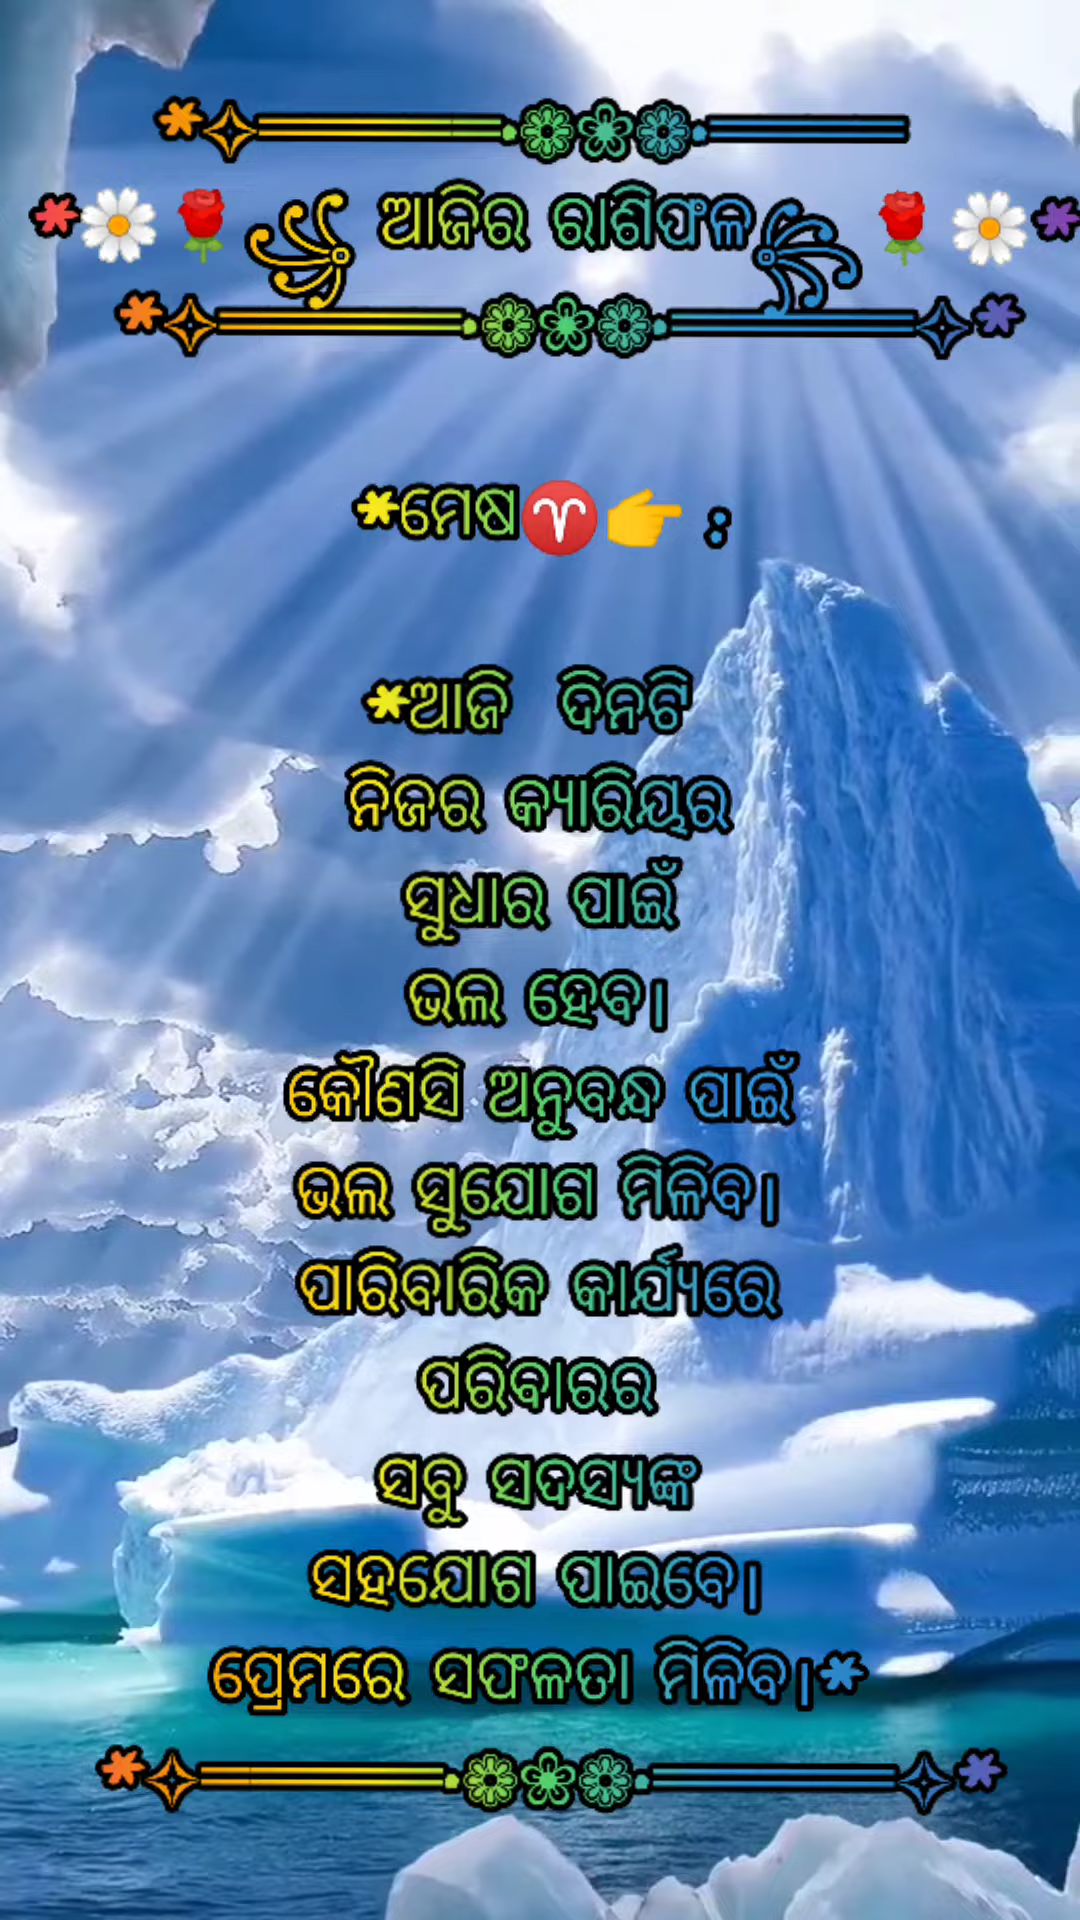 *✧════•❁❀❁•════
*🌼🌹꧁ ଆଜିର ରାଶିଫଳ꧂🌹🌼*
*✧════•❁❀❁•════✧*
*ମେଷ♈👉 :
*ଆଜି ଦିନଟି
ନିଜର କ୍ୟାରିୟର
ସୁଧାର ପାଇଁ
ଭଲ ହେବ।
କୌଣସି ଅନୁବନ୍ଧ ପାଇଁ
ଭଲ ସୁଯୋଗ ମିଳିବ।
ପାରିବାରିକ କାର୍ଯ୍ୟରେ
ପରିବାରର
ସବୁ ସଦସ୍ୟଙ୍କ
ସହଯୋଗ ପାଇବେ।
ପ୍ରେମରେ ସଫଳତା ମିଳିବ।*
*✧════•❁❀❁•════✧*